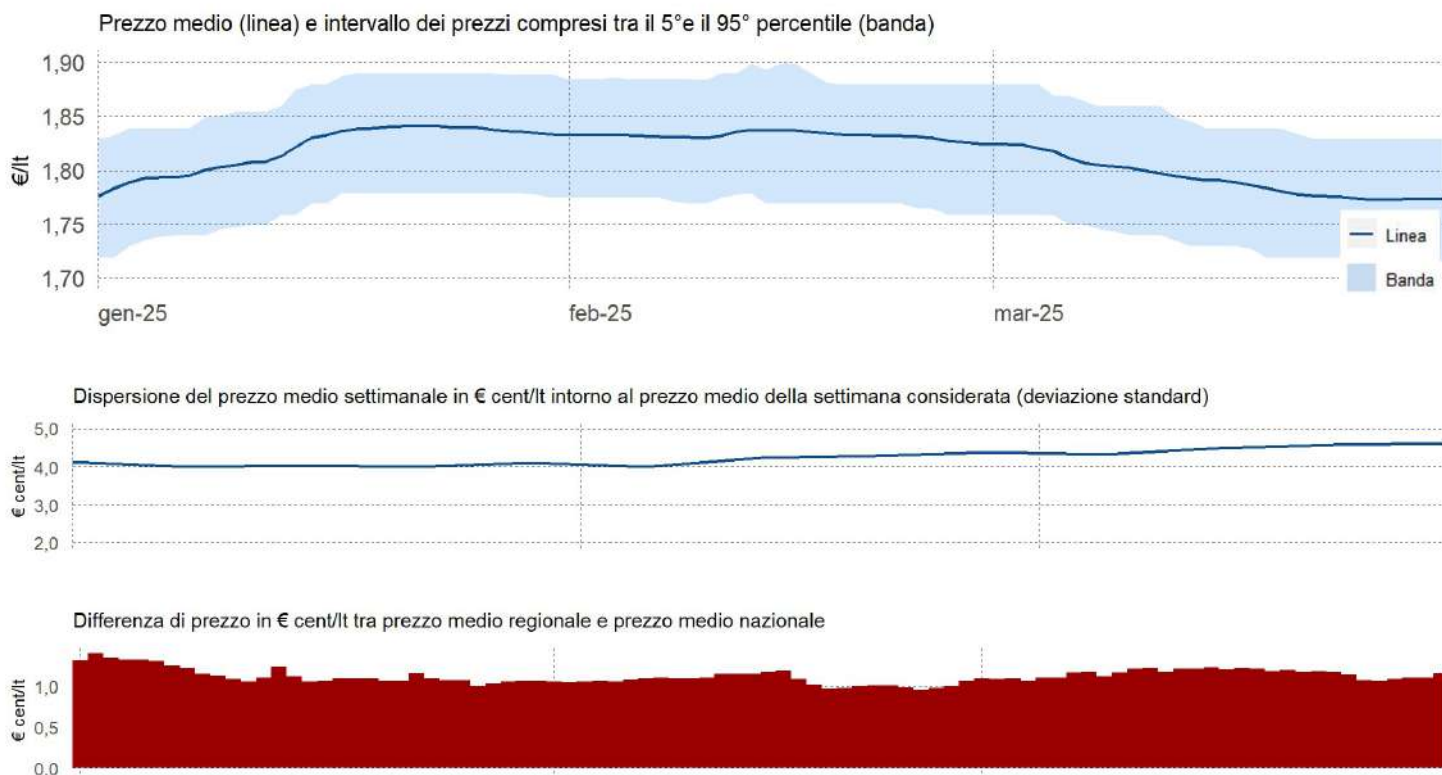 Prezzo medio (linea) e intervallo dei prezzi compresi tra il 5°e il 95° percentile (banda)
1,90
1,85
1,80
1,75
1,70
€/lt
Linea
Banda
gen-25
feb-25
mar-25
Dispersione del prezzo medio settimanale in € cent/lt intorno al prezzo medio della settimana considerata (deviazione standard)
5,0
4,0
3,0
2,0
€ cent/lt
Differenza di prezzo in € cent/lt tra prezzo medio regionale e prezzo medio nazionale
1,0
0,5
0,0
€ cent/lt